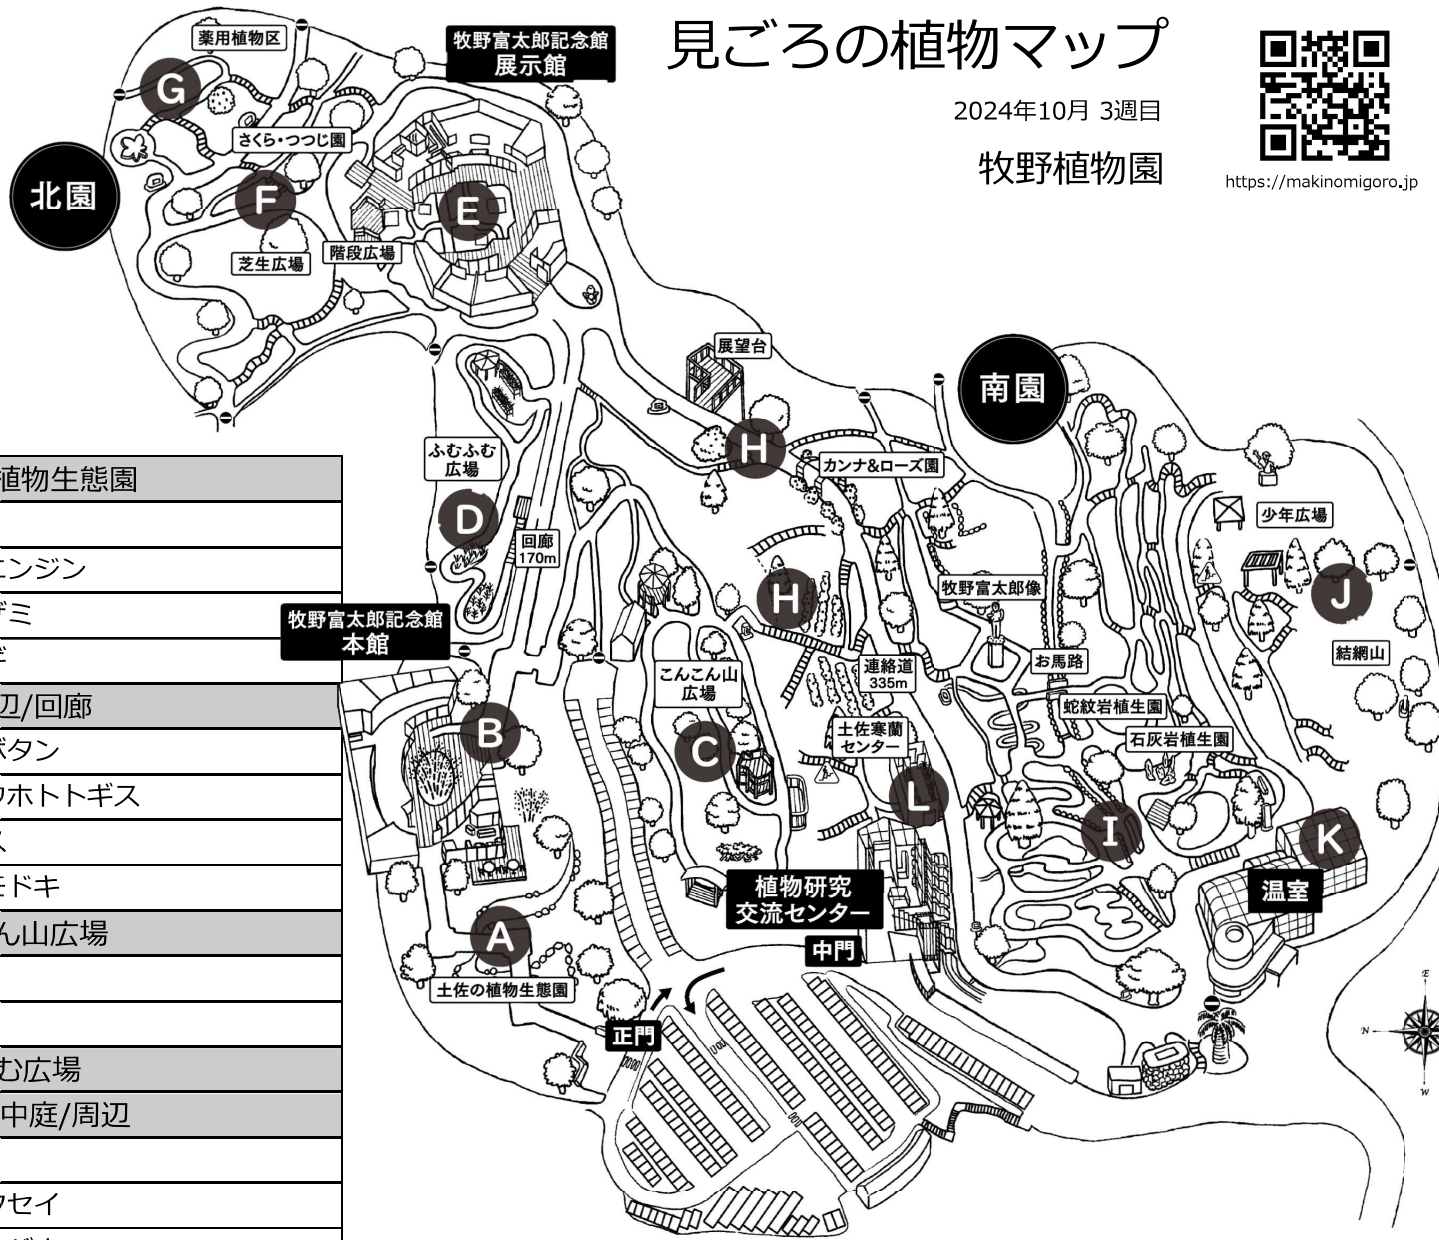 見ごろの植物マップ
2024年10月 3週目
牧野植物園
https://makinomigoro.jp
薬用植物区
G
牧野富太郎記念館
展示館
さくら・つつじ園
北園
F
E
階段広場
芝生広場
展望台
南園
ふむふむ
広場
H
カンナ&ローズ園
D
回廊
170m
少年広場
牧野富太郎像
H
J
牧野富太郎記念館
本館
結網山
お馬路
連絡道
335m
こんこん山
広場
蛇紋岩植生園
石灰岩植生園
B
C
土佐寒蘭
センター
L
I
K
温室
植物研究
交流センター
中門
A
土佐の植物生態園
正門
E
N
W
植物生態園
エンジン
ザミ
辺/回廊
ボタン
ホトトギス
ス
モドキ
ん山広場
む広場
中庭/周辺
セイ